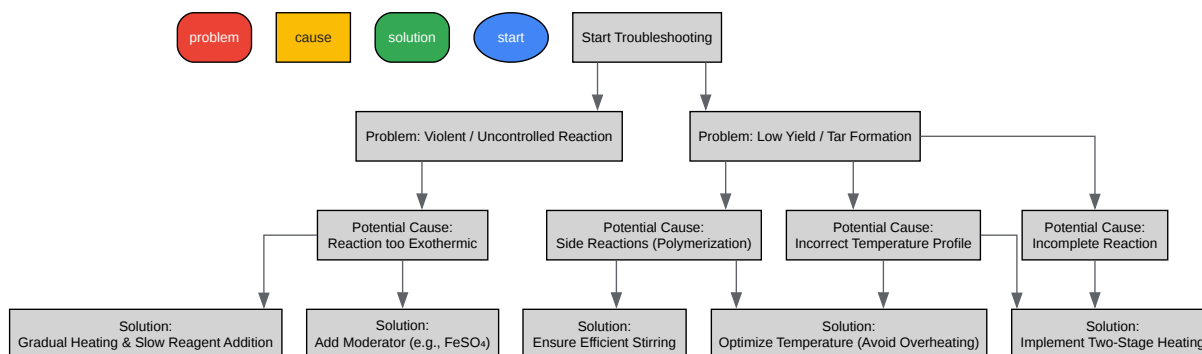 problem
cause
solution
start
Start Troubleshooting
Problem: Violent / Uncontrolled Reaction
Problem: Low Yield / Tar Formation
Potential Cause:
Reaction too Exothermic
Potential Cause:
Side Reactions (Polymerization)
Potential Cause:
Incorrect Temperature Profile
Potential Cause:
Incomplete Reaction
Solution:
Gradual Heating & Slow Reagent Addition
Solution:
Add Moderator (e.g., FeSO₄)
Solution:
Ensure Efficient Stirring
Solution:
Optimize Temperature (Avoid Overheating)
Solution:
Implement Two-Stage Heating